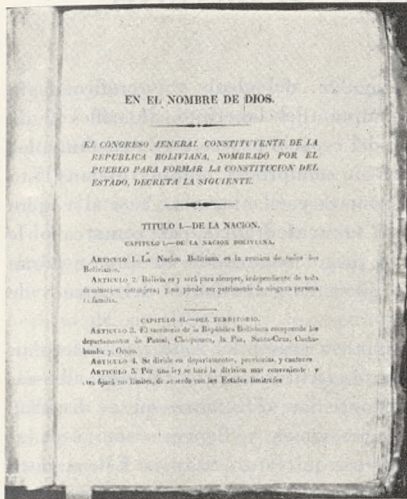 EN EL NOMBRE DE DIOS.
EL CONGRESO JENERAL CONSTITUYENTE DE LA
REPUBLICA BOLIVIANA, NOMBRADO POR EL
PUEBLO PARA FORMAR LA CONSTITUCION DEL
ESTADO, DECRETA LA SIGUIENTE.
TITULO I.—DE LA NACION.
CAPITULO I.—DE LA NACION BOLIVIANA.
ARTICULO 1. La Nacion Boliviana es la reunion de todos los
Bolivianos.
ARTICULO 2. Bolivia es y será para siempre, independiente de toda
dominacion estranjera; y no puede ser patrimonio de ninguna persona
familia.
CAPITULO II.—DEL TERRITORIO.
ARTICULO 3. El territorio de la República Boliviana comprende los
departamentos de Potosí, Chuquisaca, la Paz, Santa-Cruz, Cocha-
bamba y Oruro.
ARTICULO 4. Se divide en departamentos, provincias, y cantones.
ARTICULO 5. Por una ley se hará la division mas conveniente; y
otra fijará sus límites, de acuerdo con los Estados limítrofes